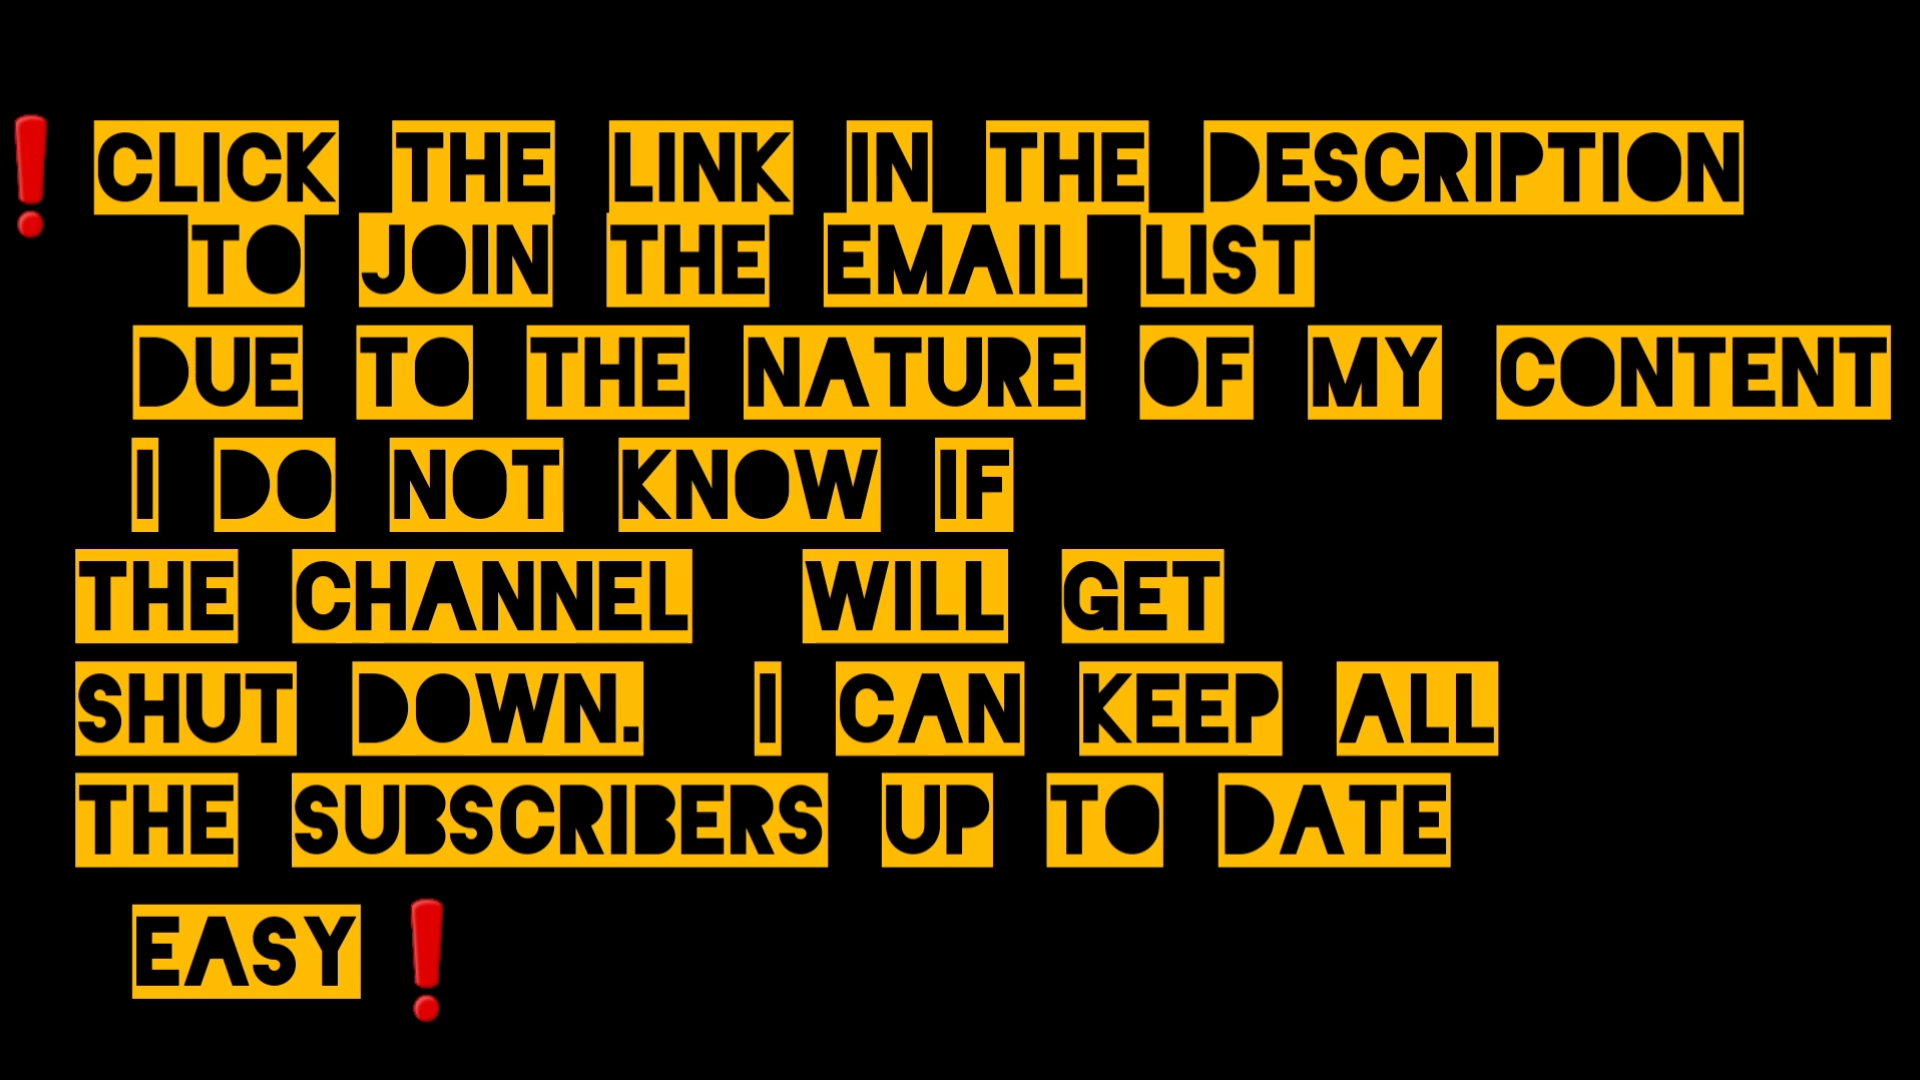 ❗CLICK THE LINK IN THE DESCRIPTION
TO JOIN THE EMAIL LIST
DUE TO THE NATURE OF MY CONTENT
I DO NOT KNOW IF
THE CHANNEL WILL GET
SHUT DOWN. I CAN KEEP ALL
THE SUBSCRIBERS UP TO DATE
EASY❗